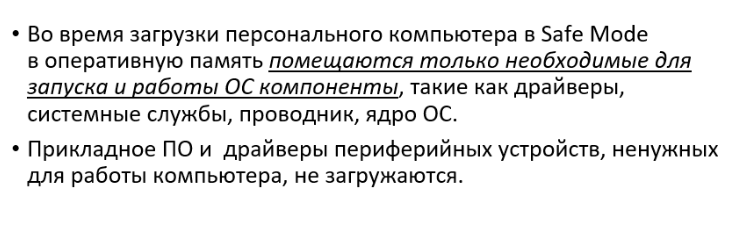 • Во время загрузки персонального компьютера в Safe Mode
в оперативную память помещаются только необходимые для
запуска и работы ОС компоненты, такие как драйверы,
системные службы, проводник, ядро ОС.
• Прикладное ПО и  драйверы периферийных устройств, ненужных
для работы компьютера, не загружаются.